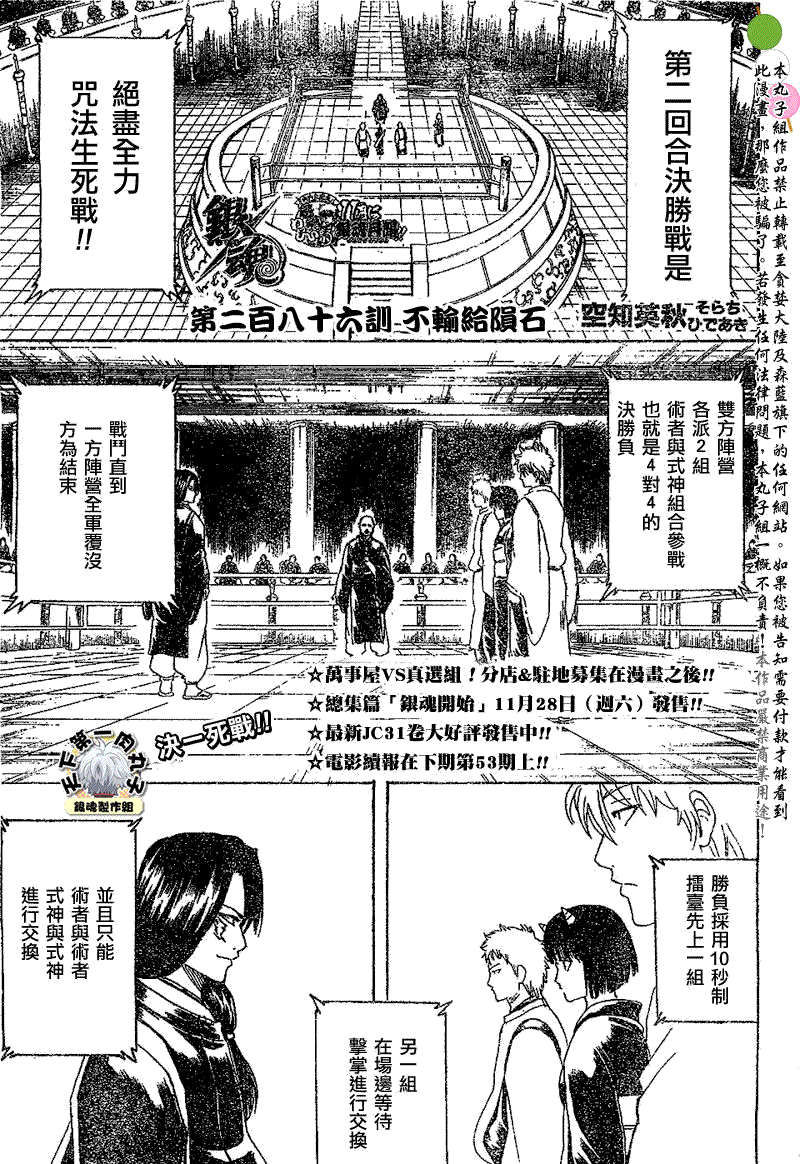 第二回合決勝戰是
絕盡全力
咒法生死戰!!
銀魂
第二百八十六訓 不輸給隕石
空知英秋
そらち
ひであき
雙方陣營
各派2組
術者與式神組合參戰
也就是4對4的
決勝負
戰鬥直到
一方陣營全軍覆沒
方為結束
☆萬事屋VS真選組！分店&駐地募集在漫畫之後!!
☆總集篇「銀魂開始」11月28日（週六）發售!!
☆最新JC31卷大好評發售中!!
☆電影續報在下期第53期上!!
決一死戰!!
天下第一肉丸子
銀魂製作組
勝負採用10秒制
擂臺先上一組
另一組
在場邊等待
擊掌進行交換
並且只能
術者與術者
式神與式神
進行交換
本丸子組作品禁止轉載至貪婪大陸及森藍旗下的任何網站。如果您被告知需要付款才能看到
此漫畫，那麼您被騙了。若發生任何法律問題，本丸子組一概不負責！本作品嚴禁商業用途！